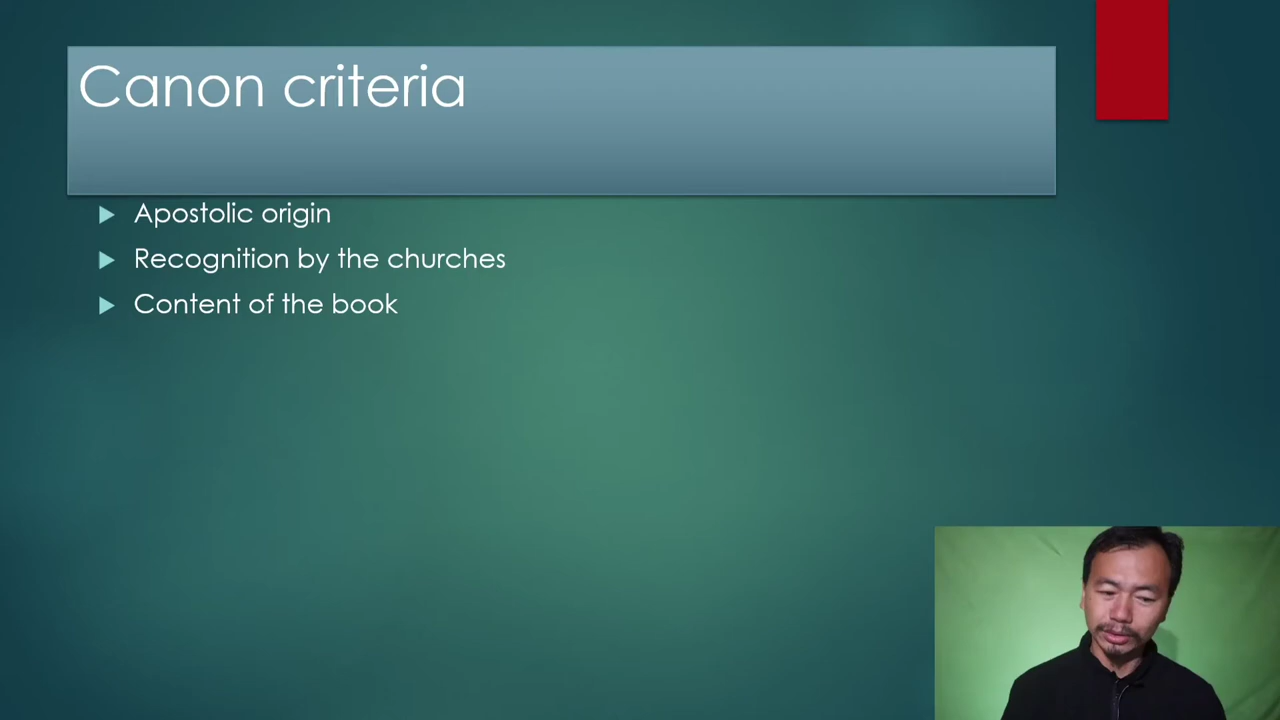 Canon criteria
Apostolic origin
Recognition by the churches
Content of the book